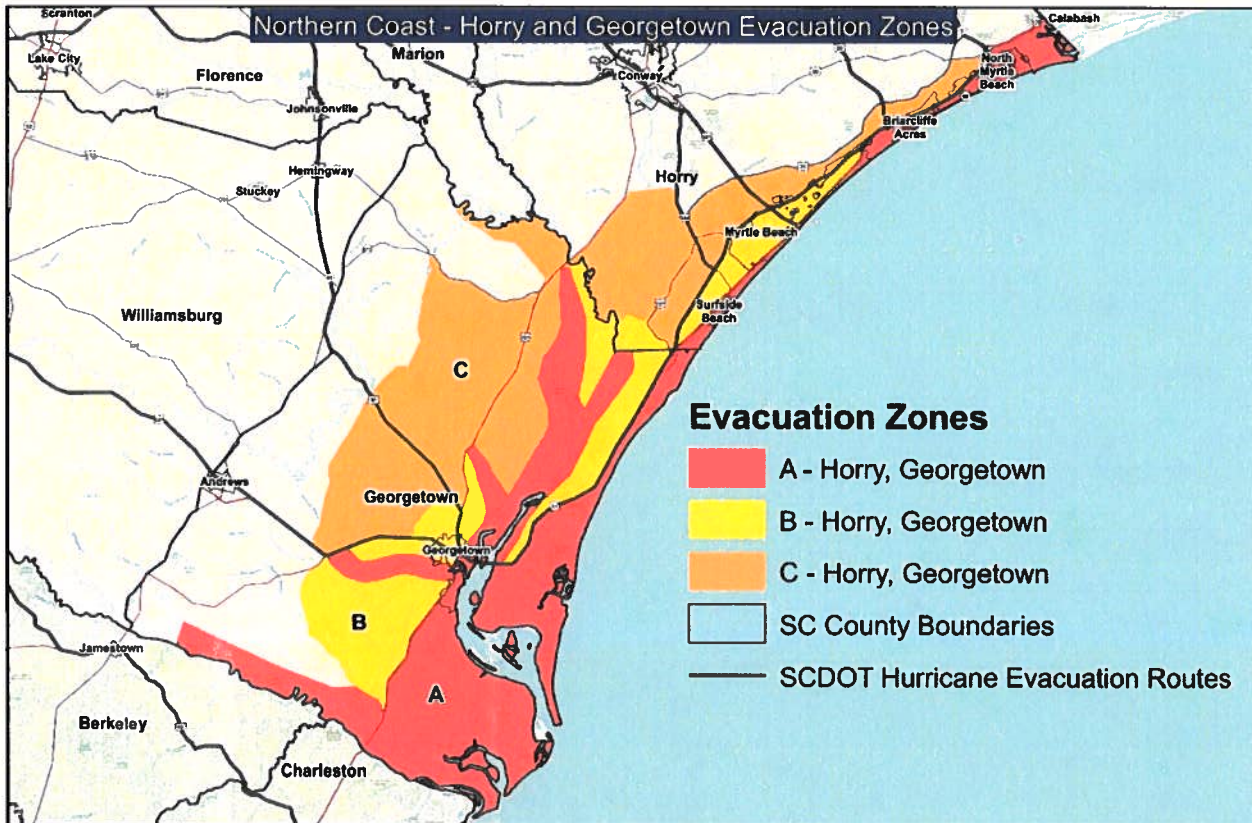 Northern Coast - Horry and Georgetown Evacuation Zones
Scranton
Lake City
Florence
Marion
Conway
Calabash
North
Myrtle
Beach
Johnsonville
Briarcliffe
Acres
Hemingway
Stuckey
Horry
Myrtle Beach
Surfside
Beach
Williamsburg
C
Andrews
Georgetown
Georgetown
B
A
Jamestown
Berkeley
Charleston
Evacuation Zones
A - Horry, Georgetown
B - Horry, Georgetown
C - Horry, Georgetown
SC County Boundaries
SCDOT Hurricane Evacuation Routes